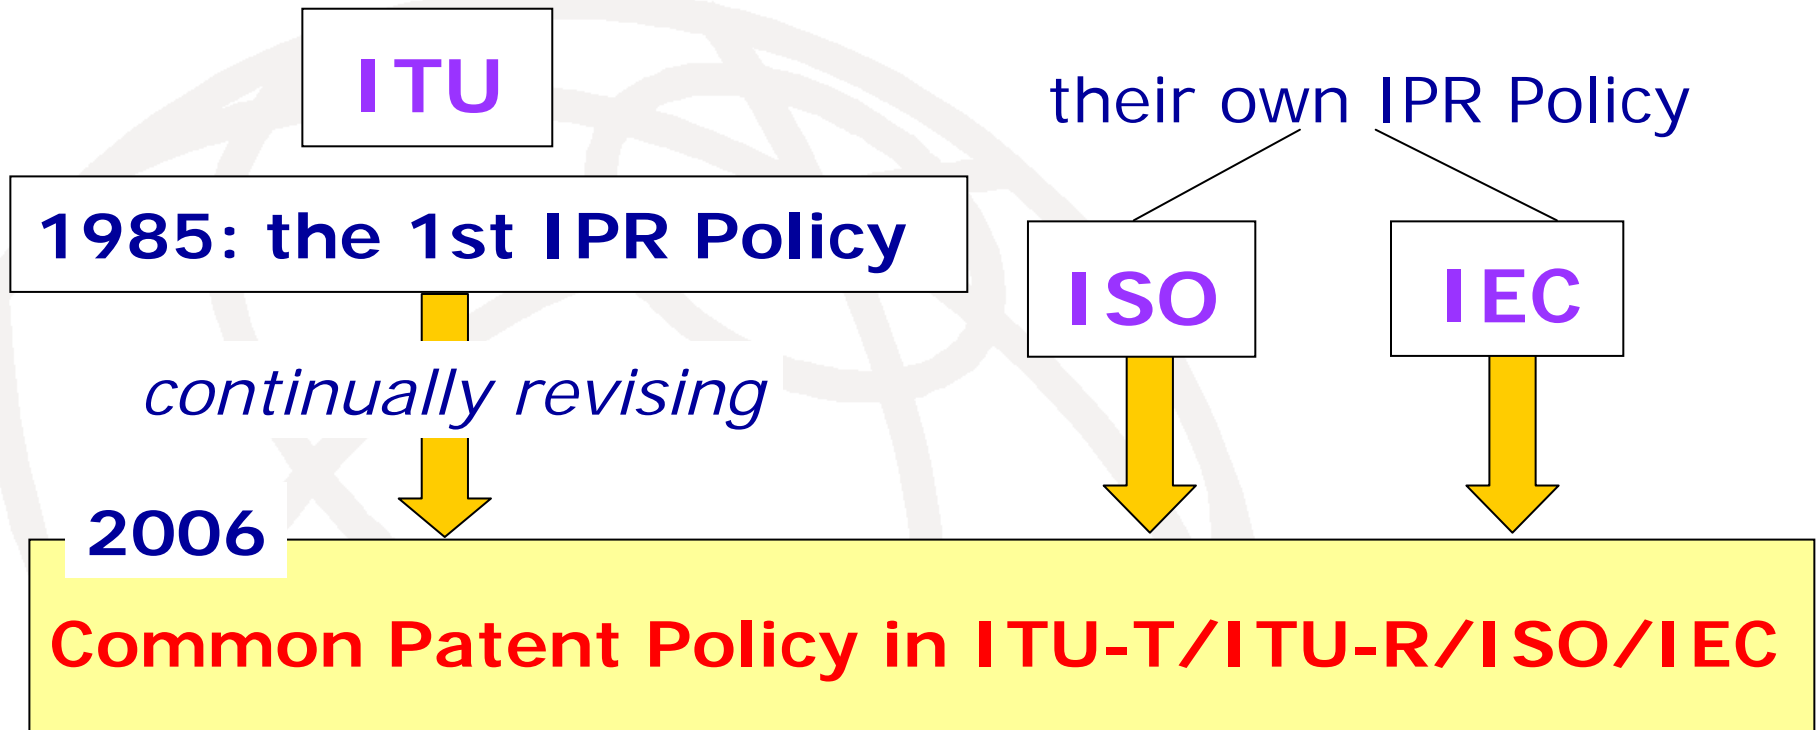 ITU
their own IPR Policy
1985: the 1st IPR Policy
ISO
IEC
continually revising
2006
Common Patent Policy in ITU-T/ITU-R/ISO/IEC